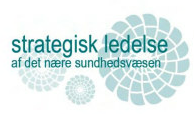 strategisk ledelse
af det nære sundhedsvæsen